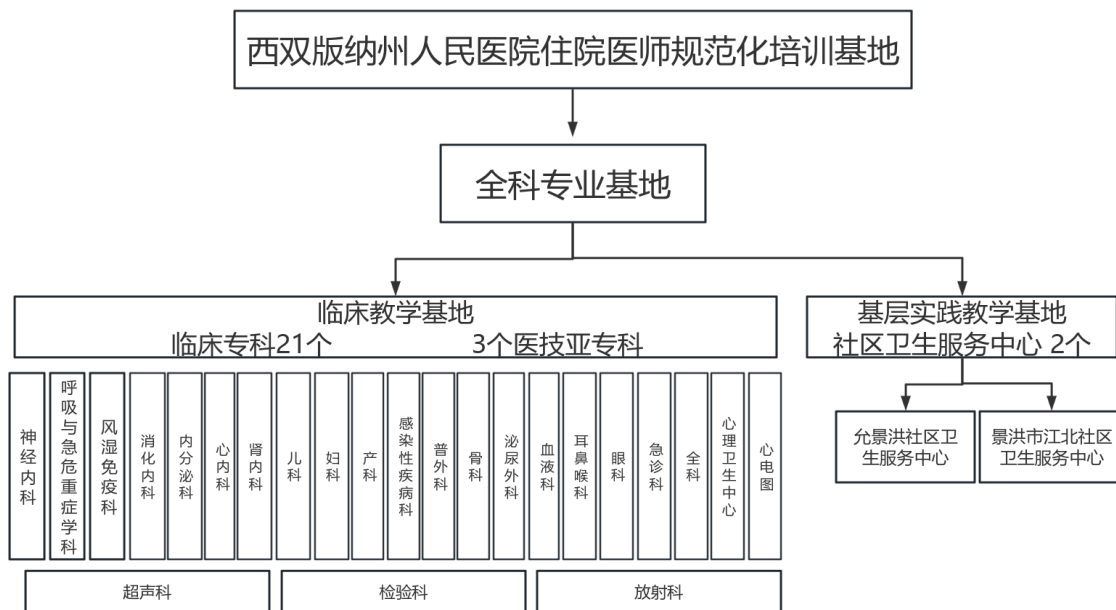 西双版纳州人民医院住院医师规范化培训基地
全科专业基地
临床教学基地
临床专科21个 3个医技亚专科
基层实践教学基地
社区卫生服务中心 2个
神经内科
呼吸与急危重症学科
风湿免疫科
消化内科
内分泌科
心内科
肾内科
儿科
妇科
产科
感染性疾病科
普外科
骨科
泌尿外科
血液科
耳鼻喉科
眼科
急诊科
全科
心理卫生中心
心电图
允景洪社区卫
生服务中心
景洪市江北社区
卫生服务中心
超声科
检验科
放射科